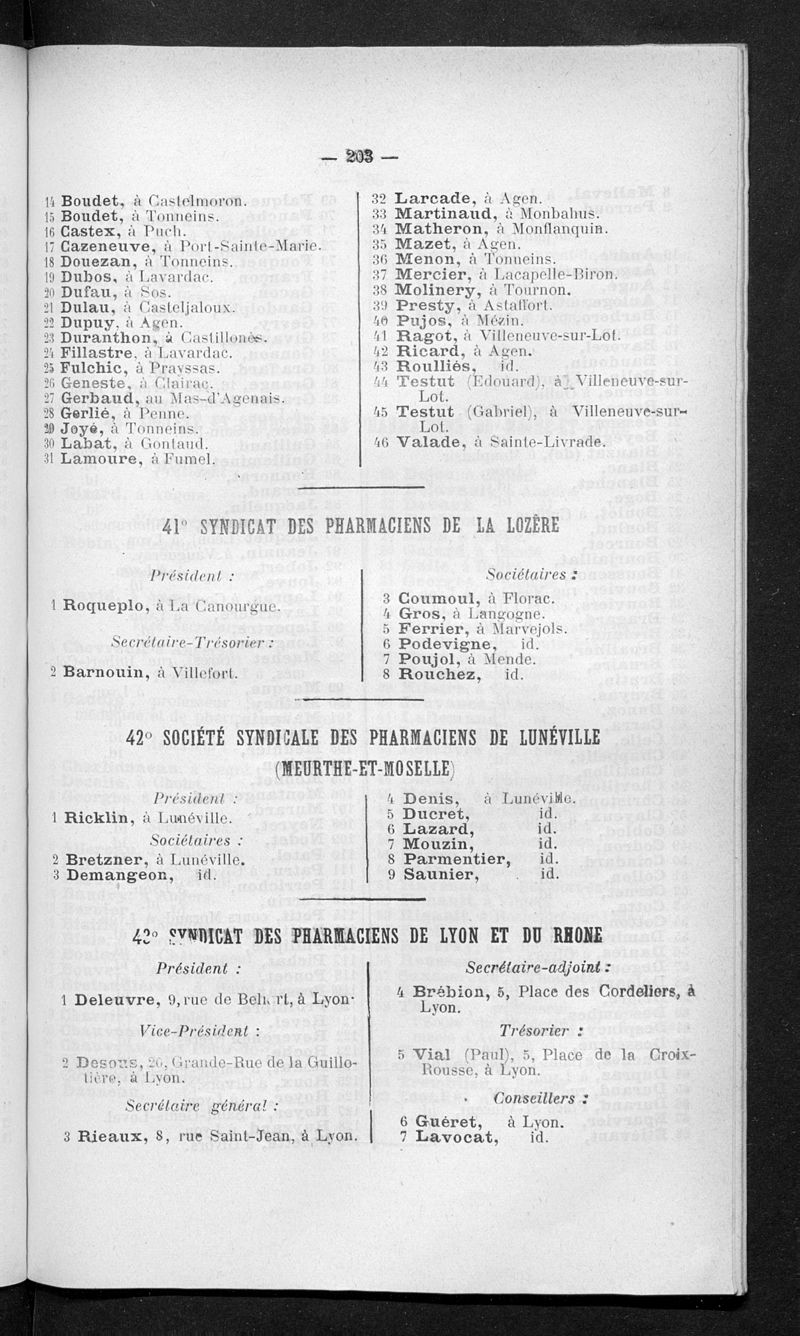 — 203 —
14 Boudet, à Castelmoron.
15 Boudet, à Tonneins.
16 Castex, à Puch.
17 Cazeneuve, à Port-Sainte-Marie.
18 Douezan, à Tonneins.
19 Dubos, à Lavardac.
20 Dufau, à Sos.
21 Dulau, à Casteljaloux.
22 Dupuy, à Agen.
23 Duranthon, à Castillonès.
24 Fillastre, à Lavardac.
25 Fulchic, à Prayssas.
26 Geneste, à Clairac.
27 Gerbaud, au Mas-d'Agenais.
28 Gerlié, à Penne.
29 Joyé, à Tonneins.
30 Labat, à Gontaud.
31 Lamoure, à Fumel.
32 Larcade, à Agen.
33 Martinaud, à Monbahus.
34 Matheron, à Monflanquin.
35 Mazet, à Agen.
36 Menon, à Tonneins.
37 Mercier, à Lacapelle-Biron.
38 Molinery, à Tournon.
39 Presty, à Astaffort.
40 Pujos, à Mézin.
41 Ragot, à Villeneuve-sur-Lot.
42 Ricard, à Agen.
43 Roulliés, id.
44 Testut (Edouard), à Villeneuve-sur-
Lot.
45 Testut (Gabriel), à Villeneuve-sur-
Lot.
46 Valade, à Sainte-Livrade.
41° SYNDICAT DES PHARMACIENS DE LA LOZÈRE
Président :
1 Roqueplo, à La Canourgue.
Secrétaire-Trésorier :
2 Barnouin, à Villefort.
Sociétaires :
3 Coumoul, à Florac.
4 Gros, à Langogne.
5 Ferrier, à Marvejols.
6 Podevigne, id.
7 Poujol, à Mende.
8 Rouchez, id.
42° SOCIÉTÉ SYNDICALE DES PHARMACIENS DE LUNÉVILLE
(MEURTHE-ET-MOSELLE)
Président :
1 Ricklin, à Lunéville.
Sociétaires :
2 Bretzner, à Lunéville.
3 Demangeon, id.
4 Denis, à Lunéville.
5 Ducret, id.
6 Lazard, id.
7 Mouzin, id.
8 Parmentier, id.
9 Saunier, id.
43° SYNDICAT DES PHARMACIENS DE LYON ET DU RHONE
Président :
1 Deleuvre, 9, rue de Belfort, à Lyon.
Vice-Président :
2 Desous, 26, Grande-Rue de la Guillo-
tière, à Lyon.
Secrétaire général :
3 Rieaux, 8, rue Saint-Jean, à Lyon.
Secrétaire-adjoint :
4 Brébion, 5, Place des Cordeliers, à
Lyon.
Trésorier :
5 Vial (Paul), 5, Place de la Croix-
Rousse, à Lyon.
Conseillers :
6 Guéret, à Lyon.
7 Lavocat, id.